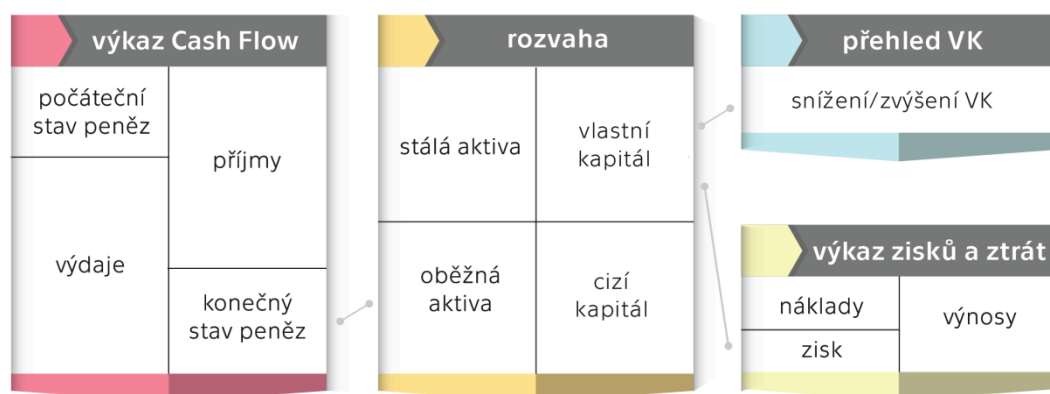 výkaz Cash Flow
počáteční
stav peněz
příjmy
výdaje
konečný
stav peněz
rozvaha
stálá aktiva
vlastní
kapitál
oběžná
aktiva
cizí
kapitál
přehled VK
snížení/zvýšení VK
výkaz zisků a ztrát
náklady
výnosy
zisk